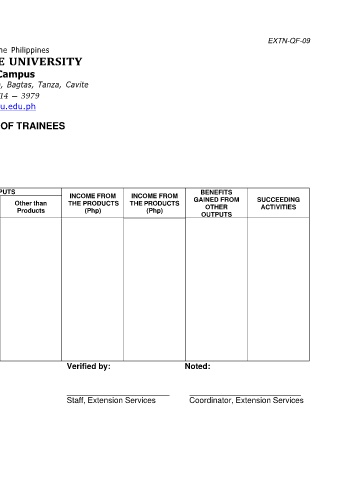 EXTN-QF-09
he Philippines
E UNIVERSITY
Campus
, Bagtas, Tanza, Cavite
14 – 3979
u.edu.ph
OF TRAINEES
PUTS
Other than
Products
INCOME FROM
THE PRODUCTS
(Php)
INCOME FROM
THE PRODUCTS
(Php)
BENEFITS
GAINED FROM
OTHER
OUTPUTS
SUCCEEDING
ACTIVITIES
Verified by:
Noted:
Staff, Extension Services
Coordinator, Extension Services